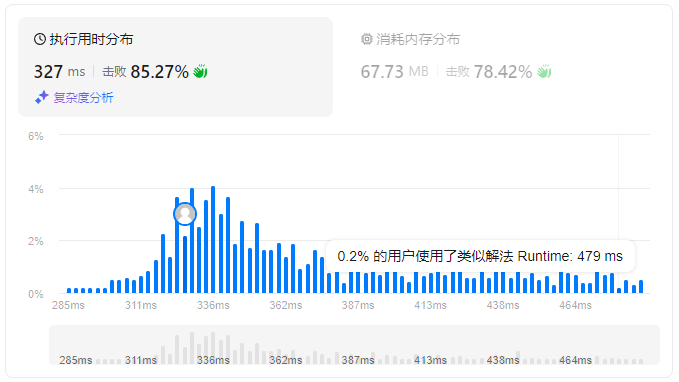 执行用时分布
327 ms 击败 85.27%
复杂度分析
消耗内存分布
67.73 MB 击败 78.42%
6%
4%
2%
0%
0.2% 的用户使用了类似解法 Runtime: 479 ms
285ms 311ms 336ms 362ms 387ms 413ms 438ms 464ms
285ms 311ms 336ms 362ms 387ms 413ms 438ms 464ms